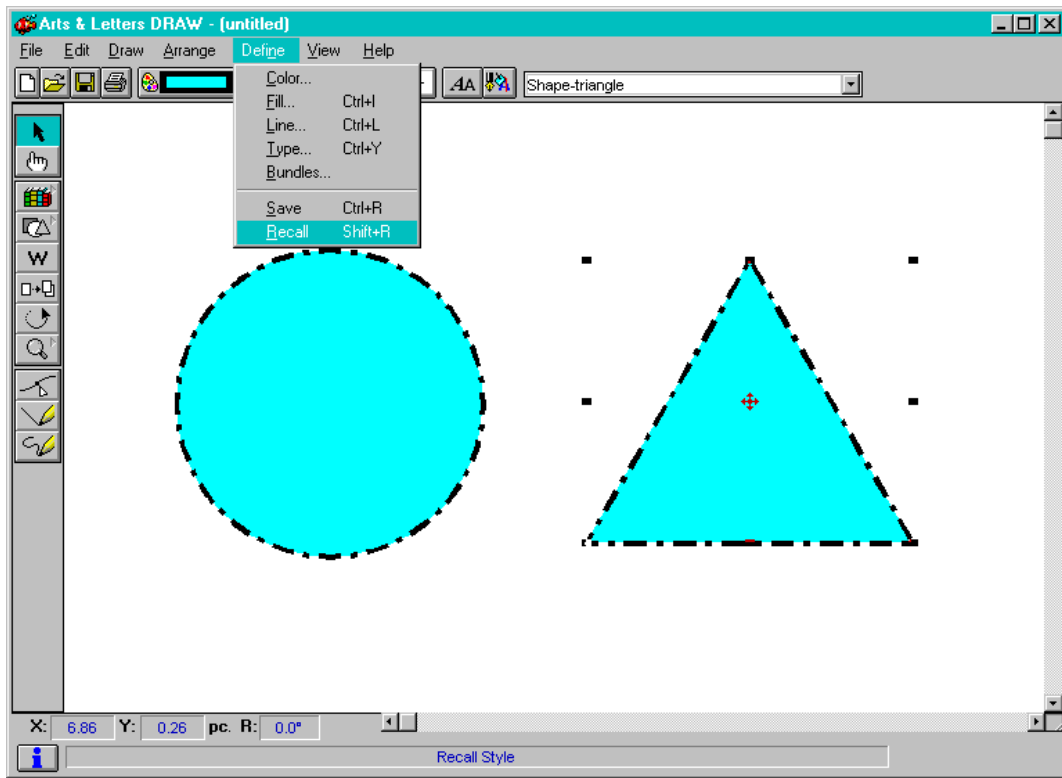 Arts & Letters DRAW - (untitled)
File Edit Draw Arrange Define View Help
AA Shape-triangle
Color...
Fill... Ctrl+I
Line... Ctrl+L
Type... Ctrl+Y
Bundles...
Save Ctrl+R
Recall Shift+R
W
X: 6.86 Y: 0.26 pc. R: 0.0°
i Recall Style